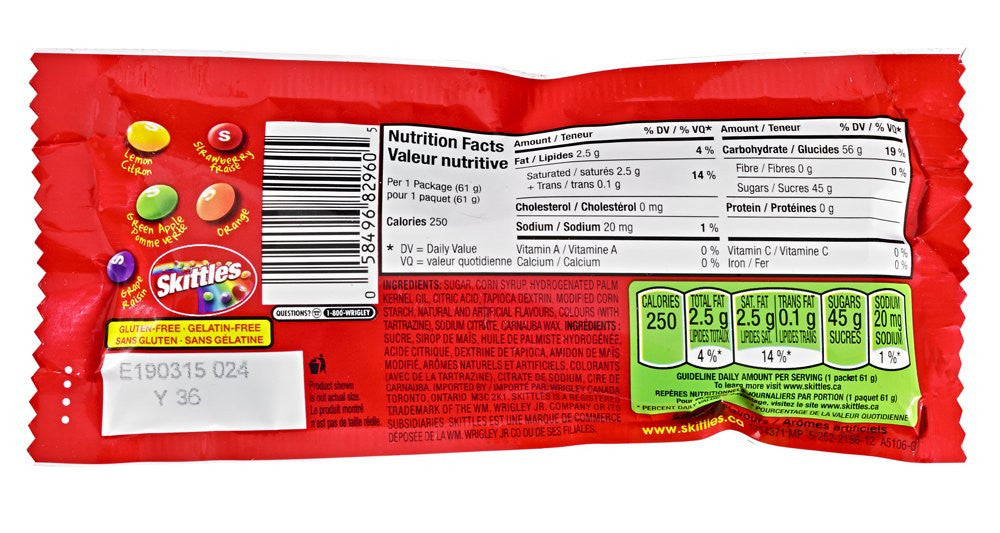 Lemon
Citron
S
Strawberry
fraise
Green Apple
Pomme verte
Orange
S
Grape
Raisin
Skittles
GLUTEN-FREE · GELATIN-FREE
SANS GLUTEN · SANS GÉLATINE
E190315 024
Y 36
Product shown
is not actual size.
Le produit montré
n'est pas de taille réelle.
0 58496 82960 5
QUESTIONS? 1-800-WRIGLEY
Nutrition Facts
Valeur nutritive
Per 1 Package (61 g)
pour 1 paquet (61 g)
Calories 250
* DV = Daily Value
VQ = valeur quotidienne
Amount / Teneur % DV / % VQ*
Fat / Lipides 2.5 g 4 %
Saturated / saturés 2.5 g 14 %
+ Trans / trans 0.1 g
Cholesterol / Cholestérol 0 mg
Sodium / Sodium 20 mg 1 %
Vitamin A / Vitamine A 0 %
Calcium / Calcium 0 %
Amount / Teneur % DV / % VQ*
Carbohydrate / Glucides 56 g 19 %
Fibre / Fibres 0 g 0 %
Sugars / Sucres 45 g
Protein / Protéines 0 g
Vitamin C / Vitamine C 0 %
Iron / Fer 0 %
INGREDIENTS: SUGAR, CORN SYRUP, HYDROGENATED PALM
KERNEL OIL, CITRIC ACID, TAPIOCA DEXTRIN, MODIFIED CORN
STARCH, NATURAL AND ARTIFICIAL FLAVOURS, COLOURS (WITH
TARTRAZINE), SODIUM CITRATE, CARNAUBA WAX. INGRÉDIENTS :
SUCRE, SIROP DE MAÏS, HUILE DE PALMISTE HYDROGÉNÉE,
ACIDE CITRIQUE, DEXTRINE DE TAPIOCA, AMIDON DE MAÏS
MODIFIÉ, ARÔMES NATURELS ET ARTIFICIELS, COLORANTS
(AVEC DE LA TARTRAZINE), CITRATE DE SODIUM, CIRE DE
CARNAUBA. IMPORTED BY / IMPORTÉ PAR WRIGLEY CANADA,
TORONTO, ONTARIO M3C 2K1. SKITTLES IS A REGISTERED
TRADEMARK OF THE WM. WRIGLEY JR. COMPANY OR ITS
SUBSIDIARIES. SKITTLES EST UNE MARQUE DE COMMERCE
DÉPOSÉE DE LA WM. WRIGLEY JR CO OU DE SES FILIALES.
CALORIES 250
TOTAL FAT 2.5 g LIPIDES TOTAUX 4 %*
SAT. FAT 2.5 g LIPIDES SAT. TRANS FAT 0.1 g LIPIDES TRANS 14 %*
SUGARS 45 g SUCRES
SODIUM 20 mg SODIUM 1 %*
GUIDELINE DAILY AMOUNT PER SERVING (1 packet 61 g)
To learn more visit www.skittles.ca
REPÈRES NUTRITIONNELS JOURNALIERS PAR PORTION (1 paquet 61 g)
Pour visitez le site www.skittles.ca
* PERCENT POURCENTAGE DE LA VALEUR QUOTIDIENNE
Arômes artificiels
www.skittles.ca
MP S/252-2156-12 A5106-0